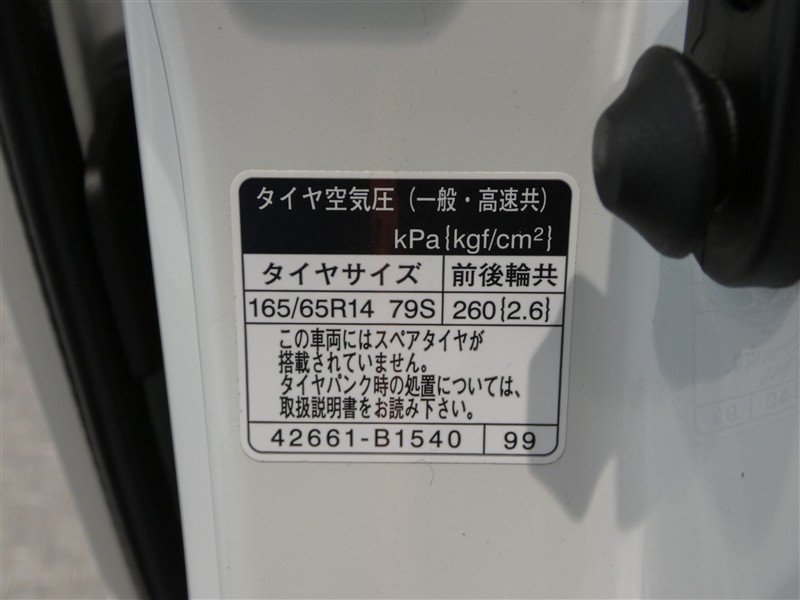 タイヤ空気圧（一般・高速共）
kPa{kgf/cm²}
タイヤサイズ 前後輪共
165/65R14 79S 260{2.6}
この車両にはスペアタイヤが
搭載されていません。
タイヤパンク時の処置については、
取扱説明書をお読み下さい。
42661-B1540 99